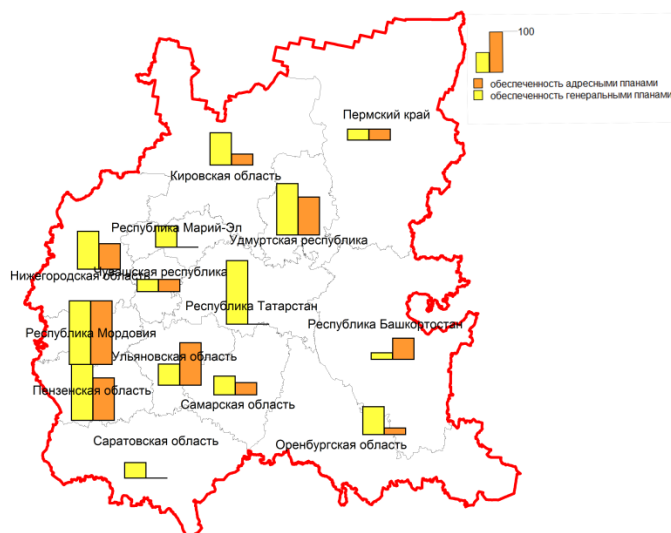 100
обеспеченность адресными планами
обеспеченность генеральными планами
Пермский край
Кировская область
Республика Марий-Эл
Удмуртская республика
Нижегородская область
Чувашская республика
Республика Татарстан
Республика Мордовия
Республика Башкортостан
Ульяновская область
Пензенская область
Самарская область
Саратовская область
Оренбургская область